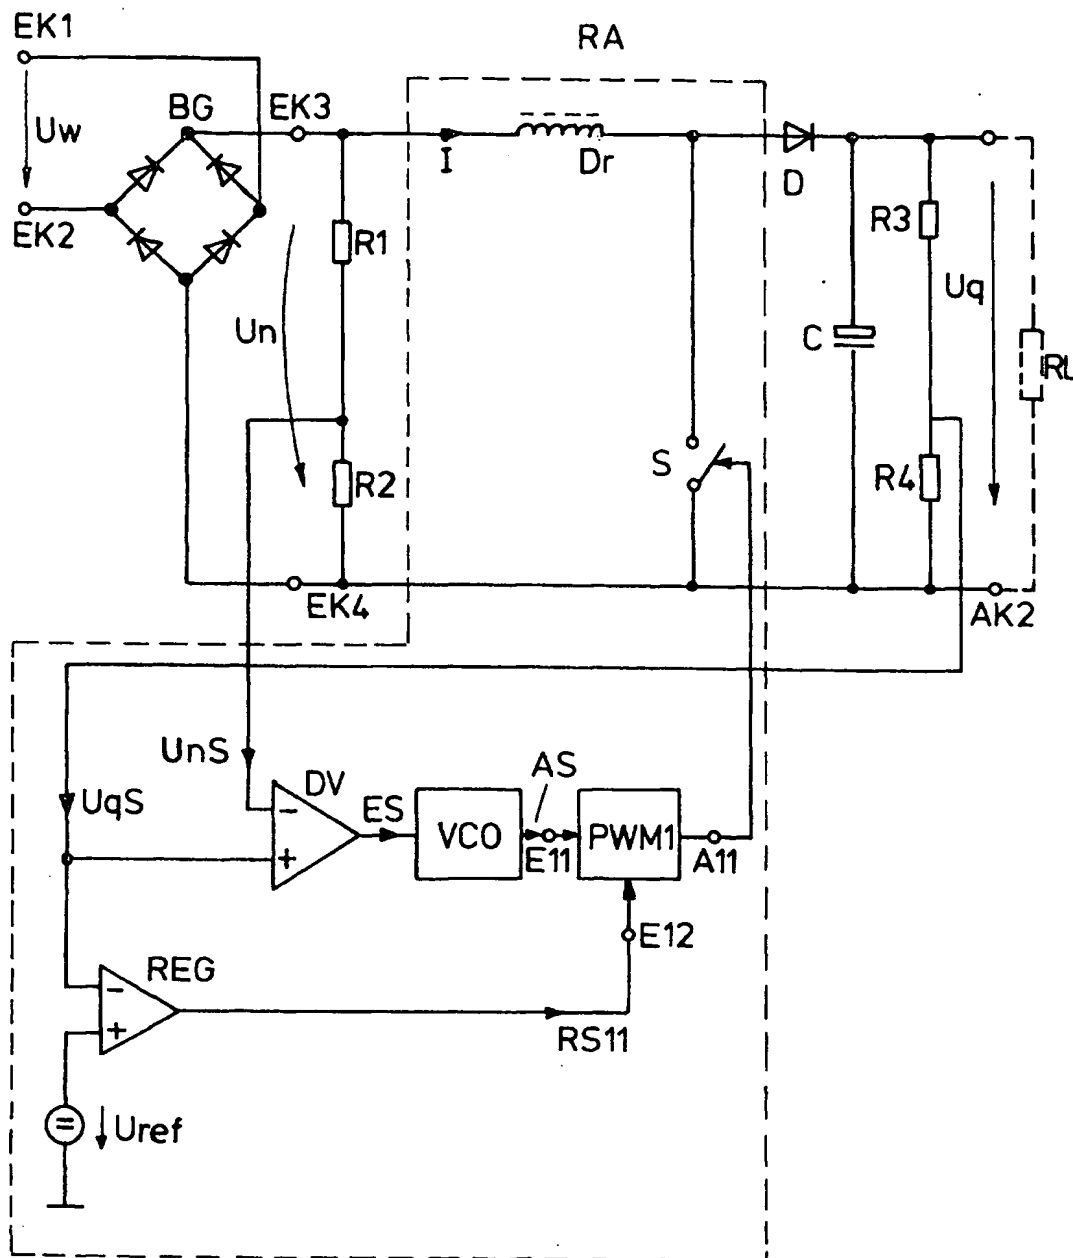 EK1
RA
Uw
BG
EK3
I
Dr
D
EK2
R1
R3
Uq
Un
C
RL
S
R2
R4
EK4
AK2
UnS
DV
AS
UqS
ES
−
+
VCO
E11
PWM1
A11
E12
REG
−
+
RS11
=
Uref